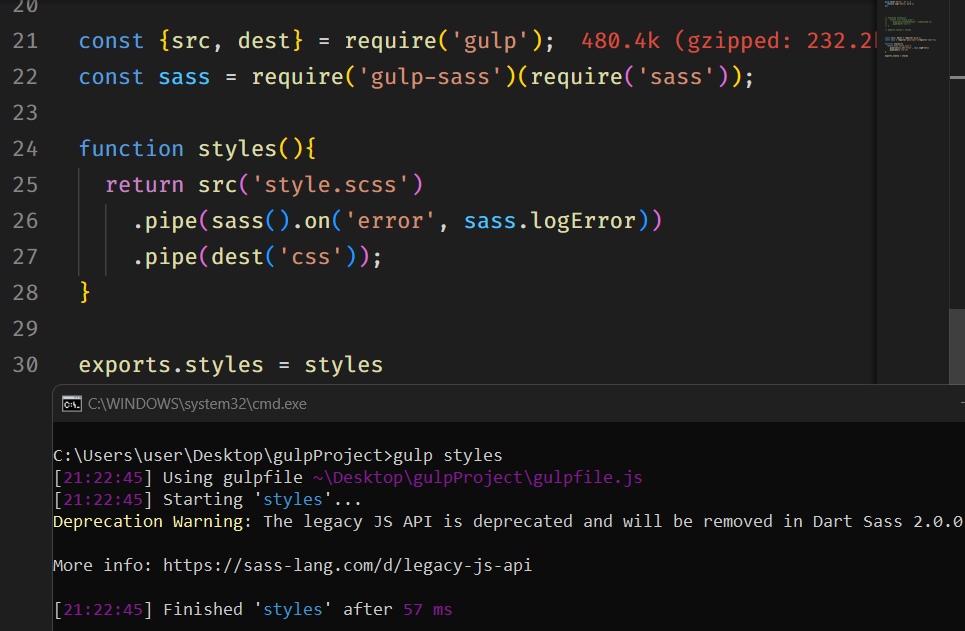 20
21 const {src, dest} = require('gulp'); 480.4k (gzipped: 232.2k
22 const sass = require('gulp-sass')(require('sass'));
23
24 function styles(){
25 return src('style.scss')
26 .pipe(sass().on('error', sass.logError))
27 .pipe(dest('css'));
28 }
29
30 exports.styles = styles
C:\WINDOWS\system32\cmd.exe
C:\Users\user\Desktop\gulpProject>gulp styles
[21:22:45] Using gulpfile ~\Desktop\gulpProject\gulpfile.js
[21:22:45] Starting 'styles'...
Deprecation Warning: The legacy JS API is deprecated and will be removed in Dart Sass 2.0.0
More info: https://sass-lang.com/d/legacy-js-api
[21:22:45] Finished 'styles' after 57 ms